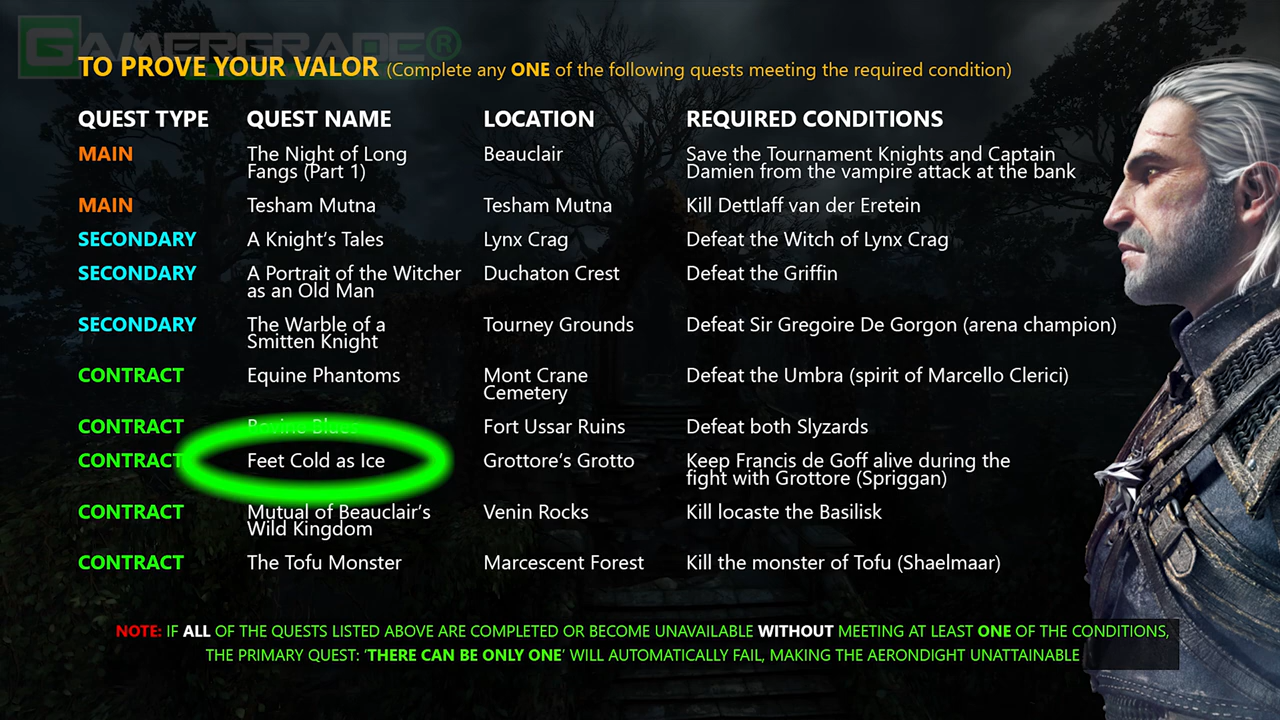 GAMERGRADE®
TO PROVE YOUR VALOR (Complete any ONE of the following quests meeting the required condition)
QUEST TYPE QUEST NAME LOCATION REQUIRED CONDITIONS
MAIN The Night of Long Beauclair Save the Tournament Knights and Captain
Fangs (Part 1) Damien from the vampire attack at the bank
MAIN Tesham Mutna Tesham Mutna Kill Dettlaff van der Eretein
SECONDARY A Knight's Tales Lynx Crag Defeat the Witch of Lynx Crag
SECONDARY A Portrait of the Witcher Duchaton Crest Defeat the Griffin
as an Old Man
SECONDARY The Warble of a Tourney Grounds Defeat Sir Gregoire De Gorgon (arena champion)
Smitten Knight
CONTRACT Equine Phantoms Mont Crane Defeat the Umbra (spirit of Marcello Clerici)
Cemetery
CONTRACT Bovine Blues Fort Ussar Ruins Defeat both Slyzards
CONTRACT Feet Cold as Ice Grottore's Grotto Keep Francis de Goff alive during the
fight with Grottore (Spriggan)
CONTRACT Mutual of Beauclair's Venin Rocks Kill locaste the Basilisk
Wild Kingdom
CONTRACT The Tofu Monster Marcescent Forest Kill the monster of Tofu (Shaelmaar)
NOTE: IF ALL OF THE QUESTS LISTED ABOVE ARE COMPLETED OR BECOME UNAVAILABLE WITHOUT MEETING AT LEAST ONE OF THE CONDITIONS,
THE PRIMARY QUEST: 'THERE CAN BE ONLY ONE' WILL AUTOMATICALLY FAIL, MAKING THE AERONDIGHT UNATTAINABLE